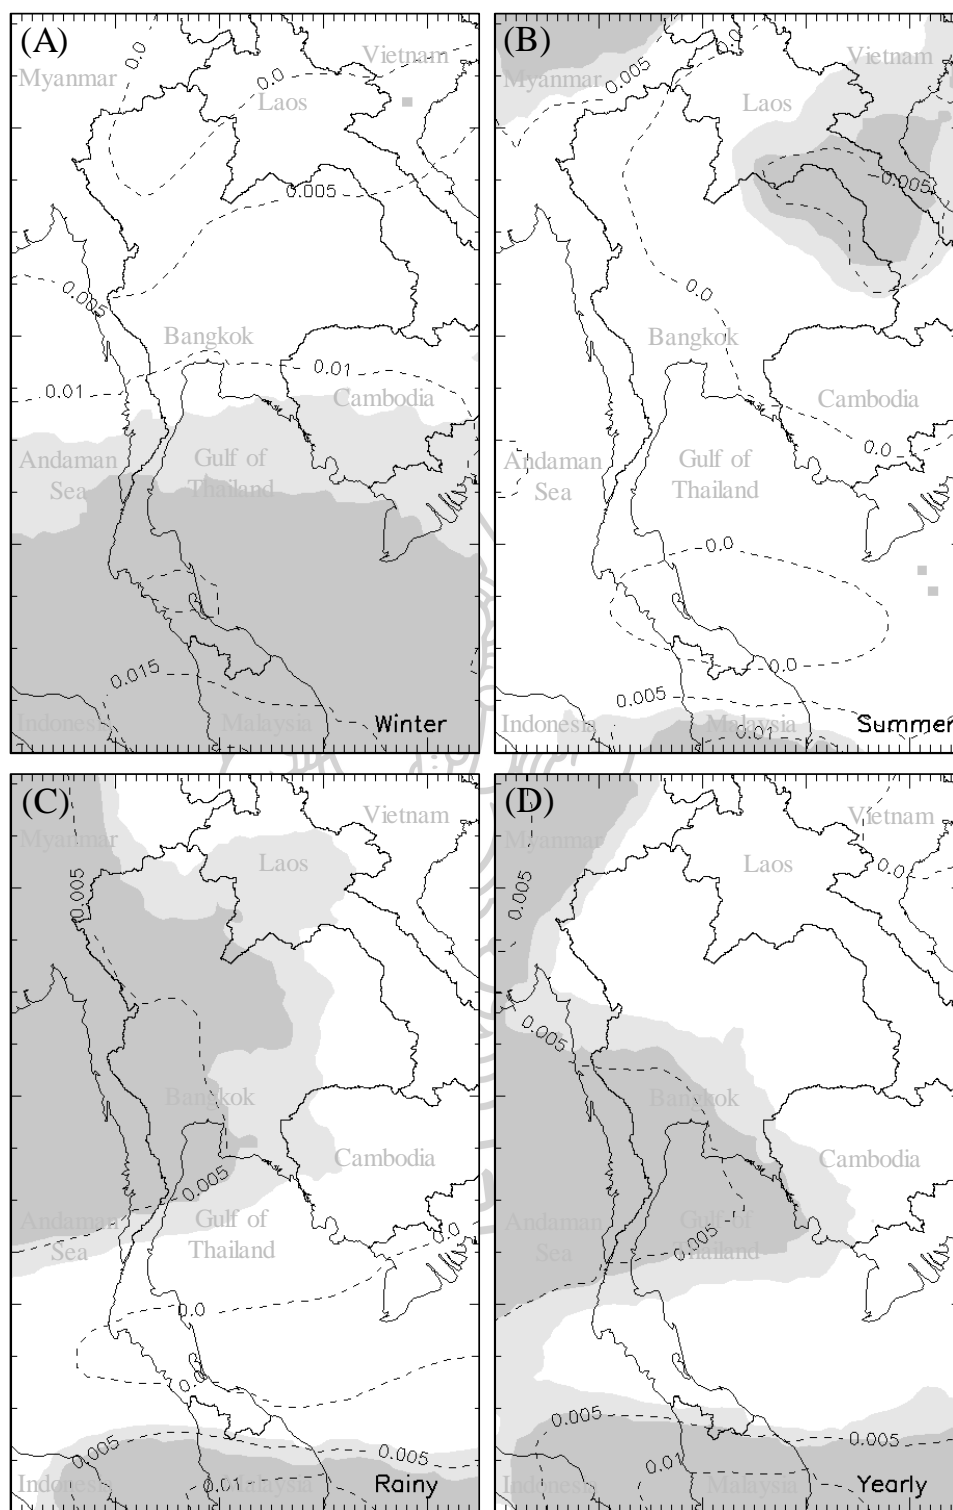 (A)
0.0
0.0
Vietnam
Myanmar
Laos
0.005
0.005
Bangkok
0.01
0.01
Cambodia
Andaman
Sea
Gulf of
Thailand
0.015
Indonesia
Malaysia
Winter
(B)
0.0
0.005
Vietnam
Myanmar
Laos
-0.005
0.0
Bangkok
Cambodia
0.0
Andaman
Sea
Gulf of
Thailand
0.0
0.0
0.005
Indonesia
Malaysia
0.01
Summer
(C)
Vietnam
Myanmar
Laos
0.005
Bangkok
Cambodia
0.005
Andaman
Sea
Gulf of
Thailand
0.0
0.0
0.005
0.005
Indonesia
0.01
Malaysia
Rainy
(D)
Vietnam
Myanmar
Laos
0.005
0.005
Bangkok
Cambodia
Andaman
Sea
Gulf of
0.005
Thailand
0.005
0.005
0.01
Indonesia
Malaysia
Yearly